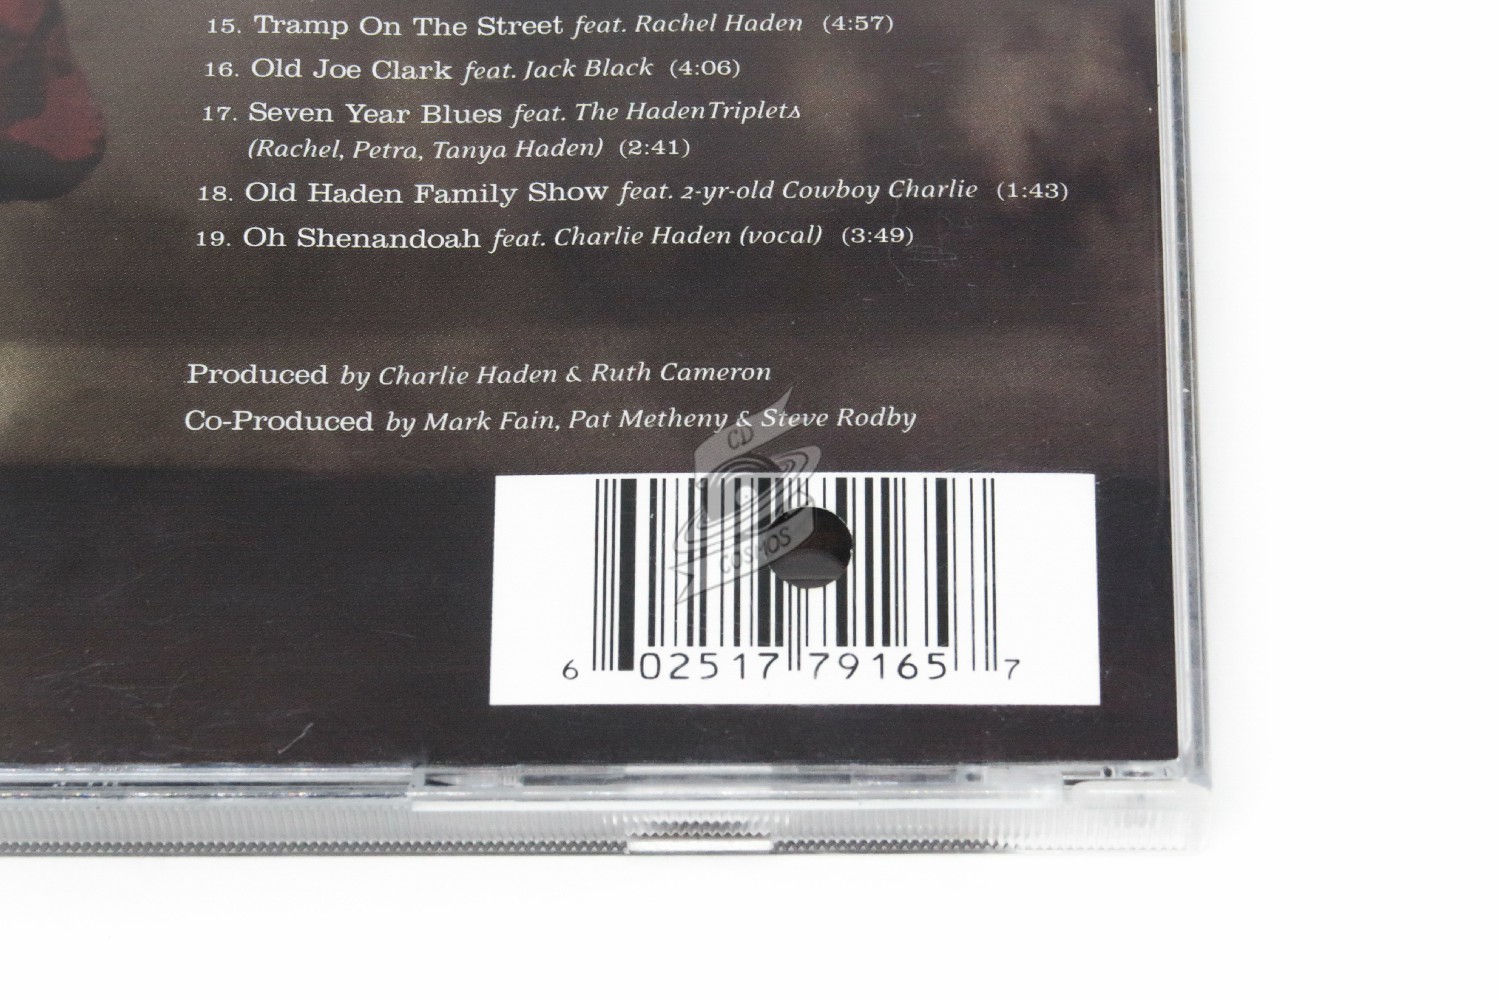 15. Tramp On The Street feat. Rachel Haden (4:57)
16. Old Joe Clark feat. Jack Black (4:06)
17. Seven Year Blues feat. The Haden Triplets
(Rachel, Petra, Tanya Haden) (2:41)
18. Old Haden Family Show feat. 2-yr-old Cowboy Charlie (1:43)
19. Oh Shenandoah feat. Charlie Haden (vocal) (3:49)
Produced by Charlie Haden & Ruth Cameron
Co-Produced by Mark Fain, Pat Metheny & Steve Rodby
CD
COSMOS
6 02517 79165 7